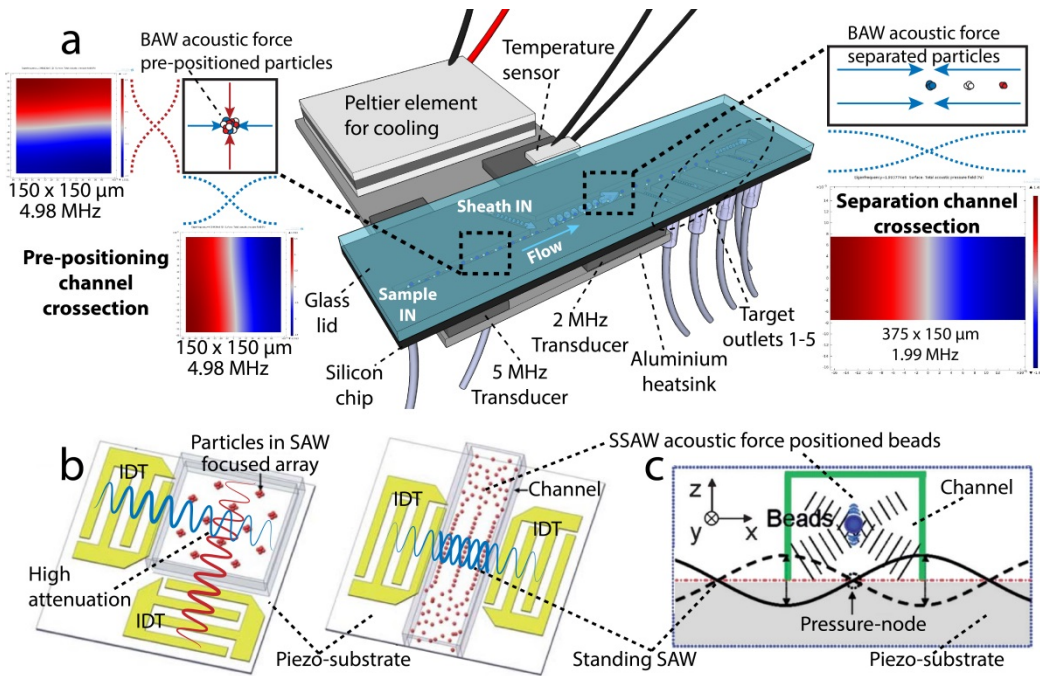 a
BAW acoustic force
pre-positioned particles
150 x 150 µm
4.98 MHz
Pre-positioning
channel
crossection
150 x 150 µm
4.98 MHz
Peltier element
for cooling
Temperature
sensor
Sheath IN
Flow
Sample
IN
Glass
lid
Silicon
chip
5 MHz
Transducer
2 MHz
Transducer
Aluminium
heatsink
Target
outlets 1-5
BAW acoustic force
separated particles
Separation channel
crossection
375 x 150 µm
1.99 MHz
b
IDT
Particles in SAW
focused array
High
attenuation
IDT
Piezo-substrate
IDT
Channel
IDT
SSAW acoustic force positioned beads
Standing SAW
c
z
y
x
Beads
Channel
Pressure-node
Piezo-substrate